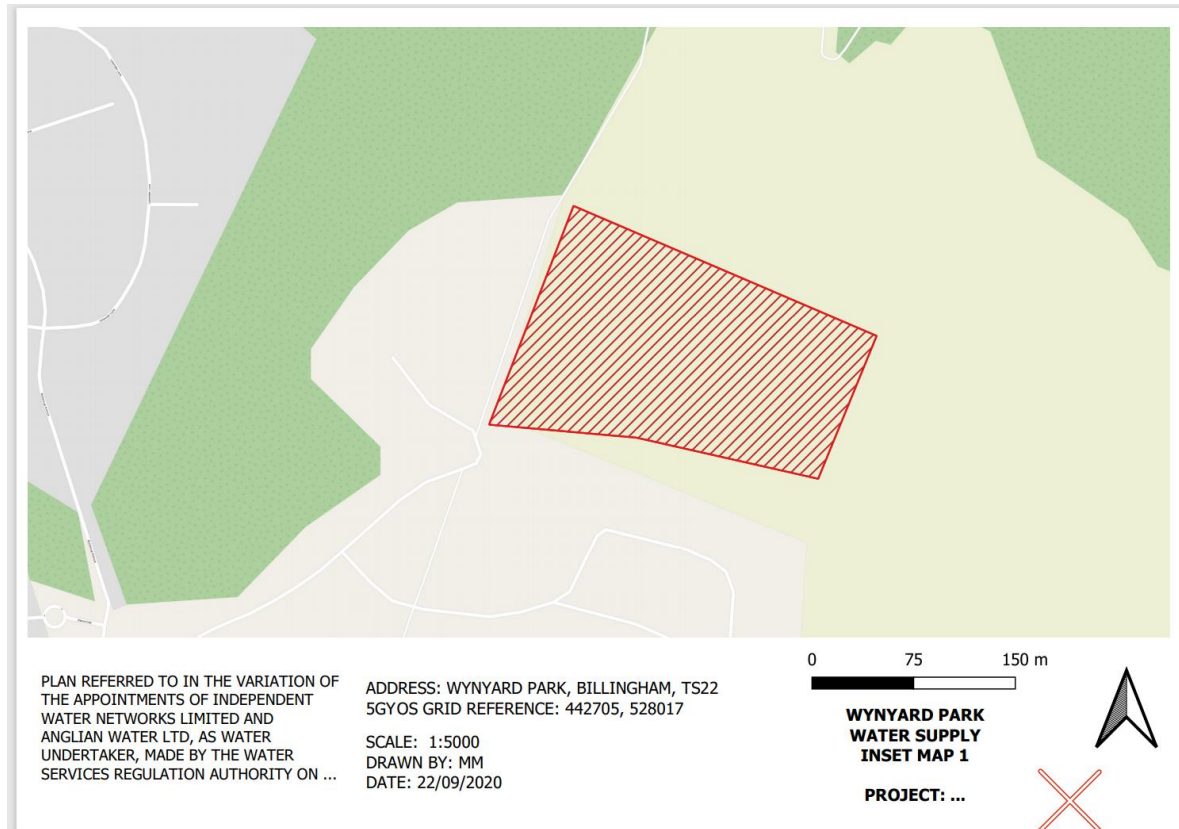 PLAN REFERRED TO IN THE VARIATION OF
THE APPOINTMENTS OF INDEPENDENT
WATER NETWORKS LIMITED AND
ANGLIAN WATER LTD, AS WATER
UNDERTAKER, MADE BY THE WATER
SERVICES REGULATION AUTHORITY ON ...
ADDRESS: WYNYARD PARK, BILLINGHAM, TS22
5GYOS GRID REFERENCE: 442705, 528017
SCALE: 1:5000
DRAWN BY: MM
DATE: 22/09/2020
0 75 150 m
WYNYARD PARK
WATER SUPPLY
INSET MAP 1
PROJECT: ...